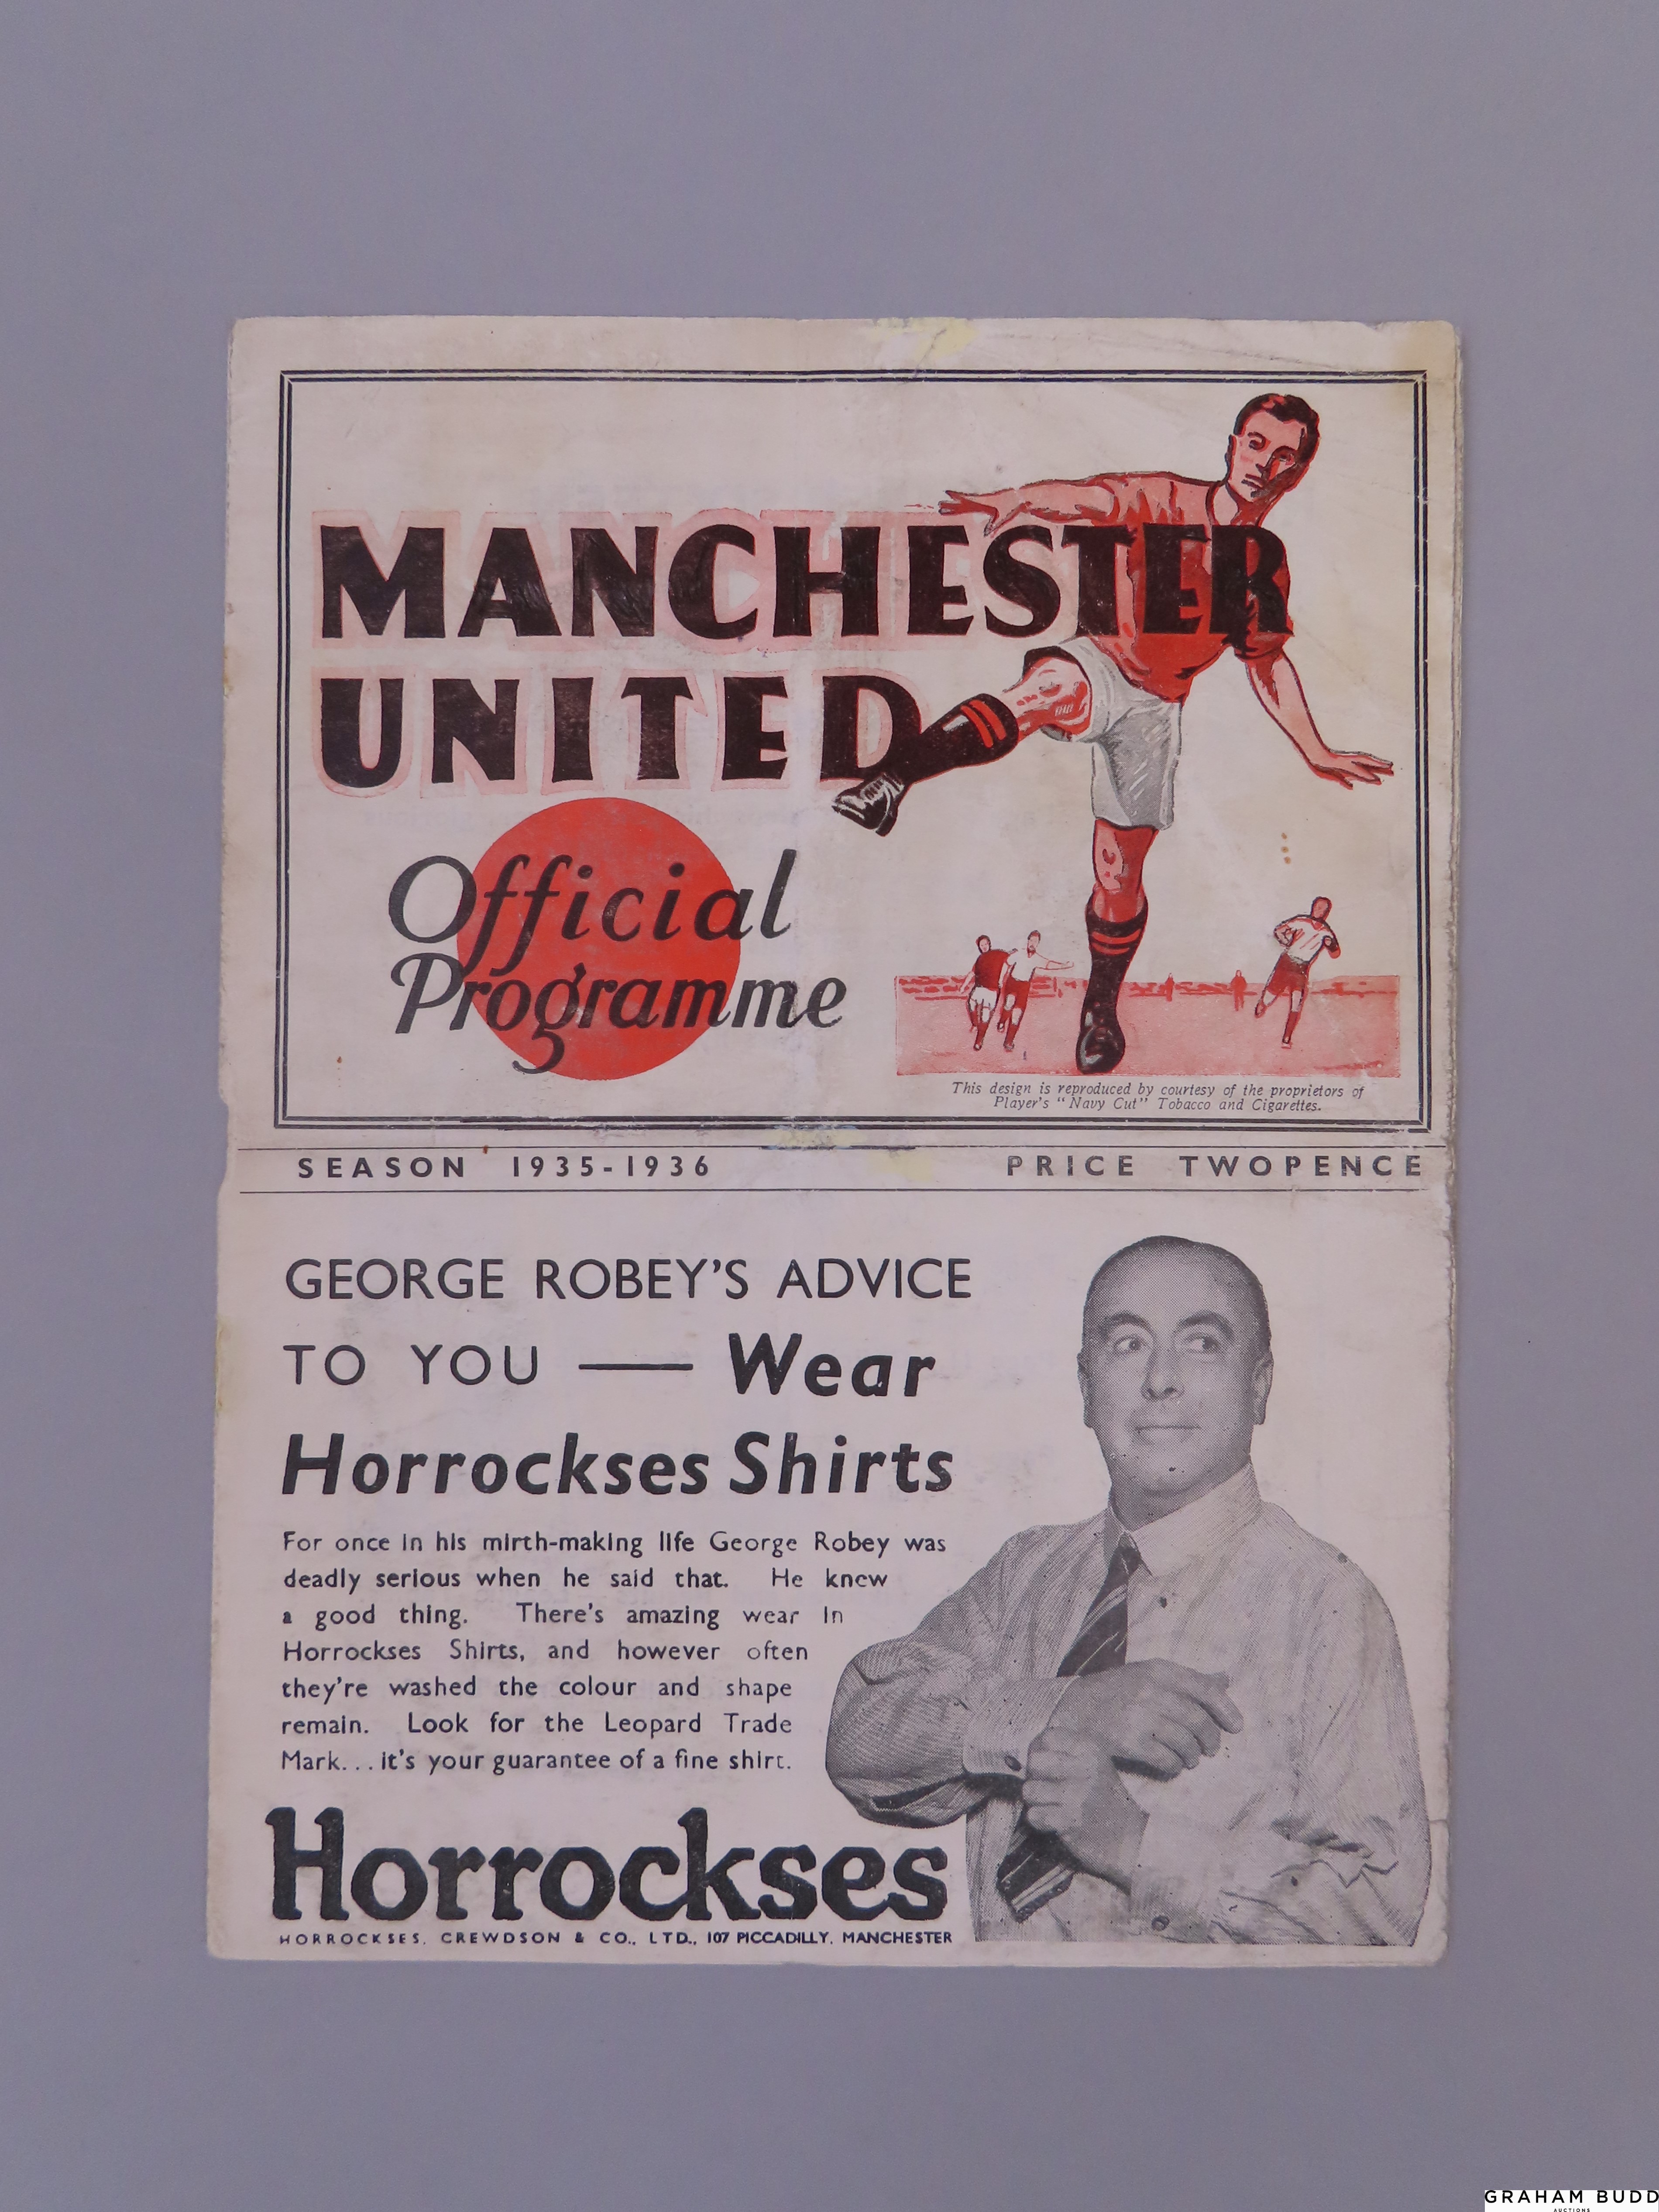 MANCHESTER
UNITED
Official
Programme
This design is reproduced by courtesy of the proprietors of
Player's "Navy Cut" Tobacco and Cigarettes.
SEASON 1935-1936 PRICE TWOPENCE
GEORGE ROBEY'S ADVICE
TO YOU — Wear
Horrockses Shirts
For once in his mirth-making life George Robey was
deadly serious when he said that. He knew
a good thing. There's amazing wear in
Horrockses Shirts, and however often
they're washed the colour and shape
remain. Look for the Leopard Trade
Mark...it's your guarantee of a fine shirt.
Horrockses
HORROCKSES, CREWDSON & CO., LTD., 107 PICCADILLY, MANCHESTER
GRAHAM BUDD
AUCTIONS